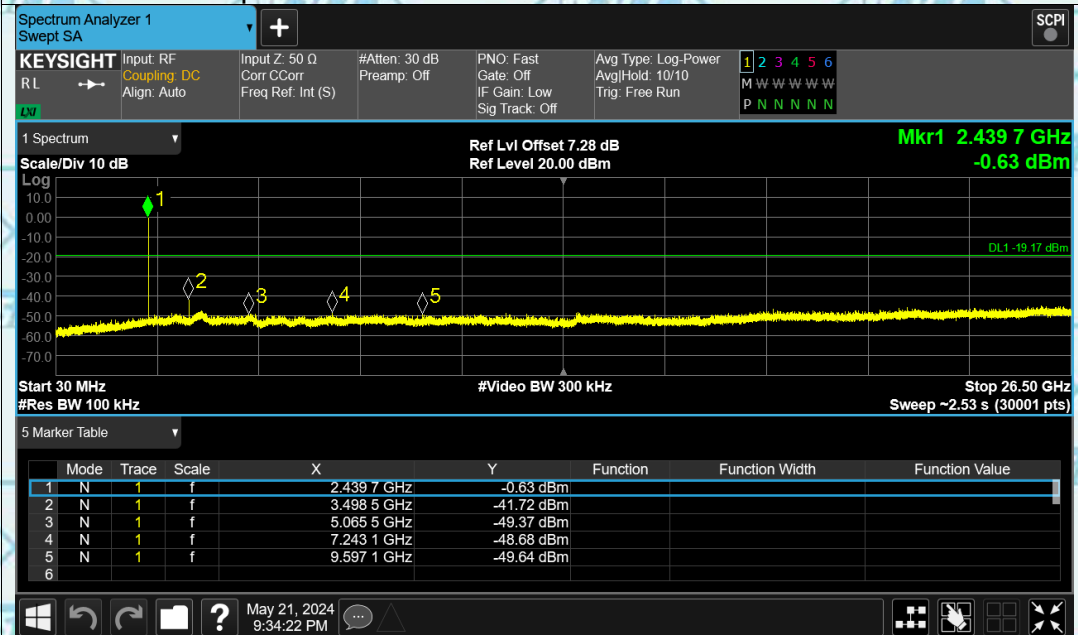 Spectrum Analyzer 1
Swept SA
+
SCPI
KEYSIGHT
RL
LXI
Input: RF
Coupling: DC
Align: Auto
Input Z: 50 Ω
Corr CCorr
Freq Ref: Int (S)
#Atten: 30 dB
Preamp: Off
PNO: Fast
Gate: Off
IF Gain: Low
Sig Track: Off
Avg Type: Log-Power
Avg|Hold: 10/10
Trig: Free Run
1 2 3 4 5 6
M W W W W W
P N N N N N
1 Spectrum
Scale/Div 10 dB
Ref Lvl Offset 7.28 dB
Ref Level 20.00 dBm
Mkr1 2.439 7 GHz
-0.63 dBm
Log
10.0
0.00
-10.0
-20.0
-30.0
-40.0
-50.0
-60.0
-70.0
1
2
3
4
5
DL1 -19.17 dBm
Start 30 MHz
#Video BW 300 kHz
Stop 26.50 GHz
#Res BW 100 kHz
Sweep ~2.53 s (30001 pts)
5 Marker Table
Mode Trace Scale X Y Function Function Width Function Value
1 N 1 f 2.439 7 GHz -0.63 dBm
2 N 1 f 3.498 5 GHz -41.72 dBm
3 N 1 f 5.065 5 GHz -49.37 dBm
4 N 1 f 7.243 1 GHz -48.68 dBm
5 N 1 f 9.597 1 GHz -49.64 dBm
6
?
May 21, 2024
9:34:22 PM